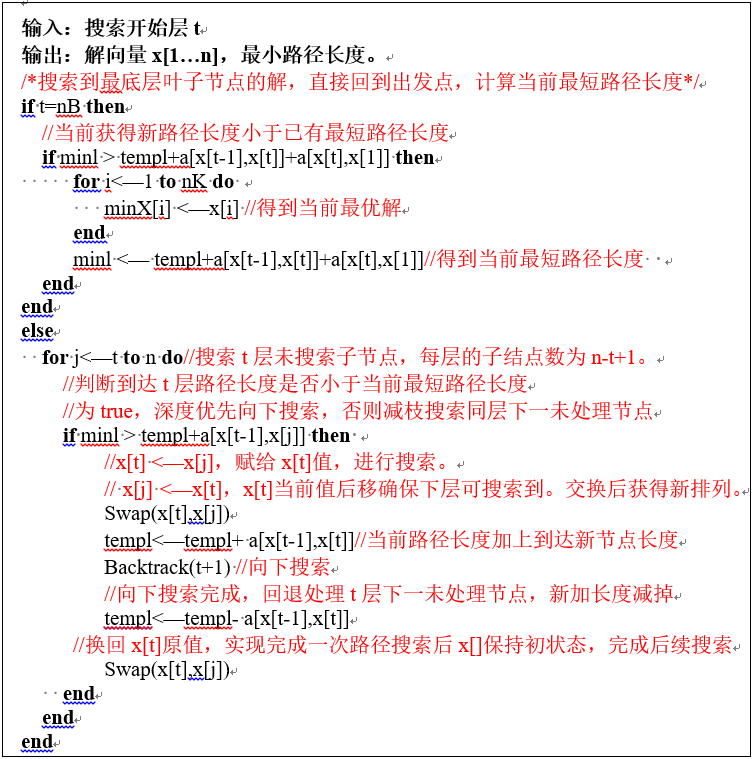 输入：搜索开始层 t
输出：解向量 x[1…n]，最小路径长度。
/*搜索到最底层叶子节点的解，直接回到出发点，计算当前最短路径长度*/
if t=nB then
//当前获得新路径长度小于已有最短路径长度
if minl > templ+a[x[t-1],x[t]]+a[x[t],x[1]] then
for i<—1 to nK do
minX[i] <—x[i] //得到当前最优解
end
minl <— templ+a[x[t-1],x[t]]+a[x[t],x[1]]//得到当前最短路径长度
end
end
else
for j<—t to n do//搜索 t 层未搜索子节点，每层的子结点数为 n-t+1。
//判断到达 t 层路径长度是否小于当前最短路径长度
//为 true，深度优先向下搜索，否则减枝搜索同层下一未处理节点
if minl > templ+a[x[t-1],x[j]] then
//x[t] <—x[j]，赋给 x[t]值，进行搜索。
// x[j] <—x[t]，x[t]当前值后移确保下层可搜索到。交换后获得新排列。
Swap(x[t],x[j])
templ<—templ+ a[x[t-1],x[t]]//当前路径长度加上到达新节点长度
Backtrack(t+1) //向下搜索
//向下搜索完成，回退处理 t 层下一未处理节点，新加长度减掉
templ<—templ- a[x[t-1],x[t]]
//换回 x[t]原值，实现完成一次路径搜索后 x[]保持初状态，完成后续搜索
Swap(x[t],x[j])
end
end
end